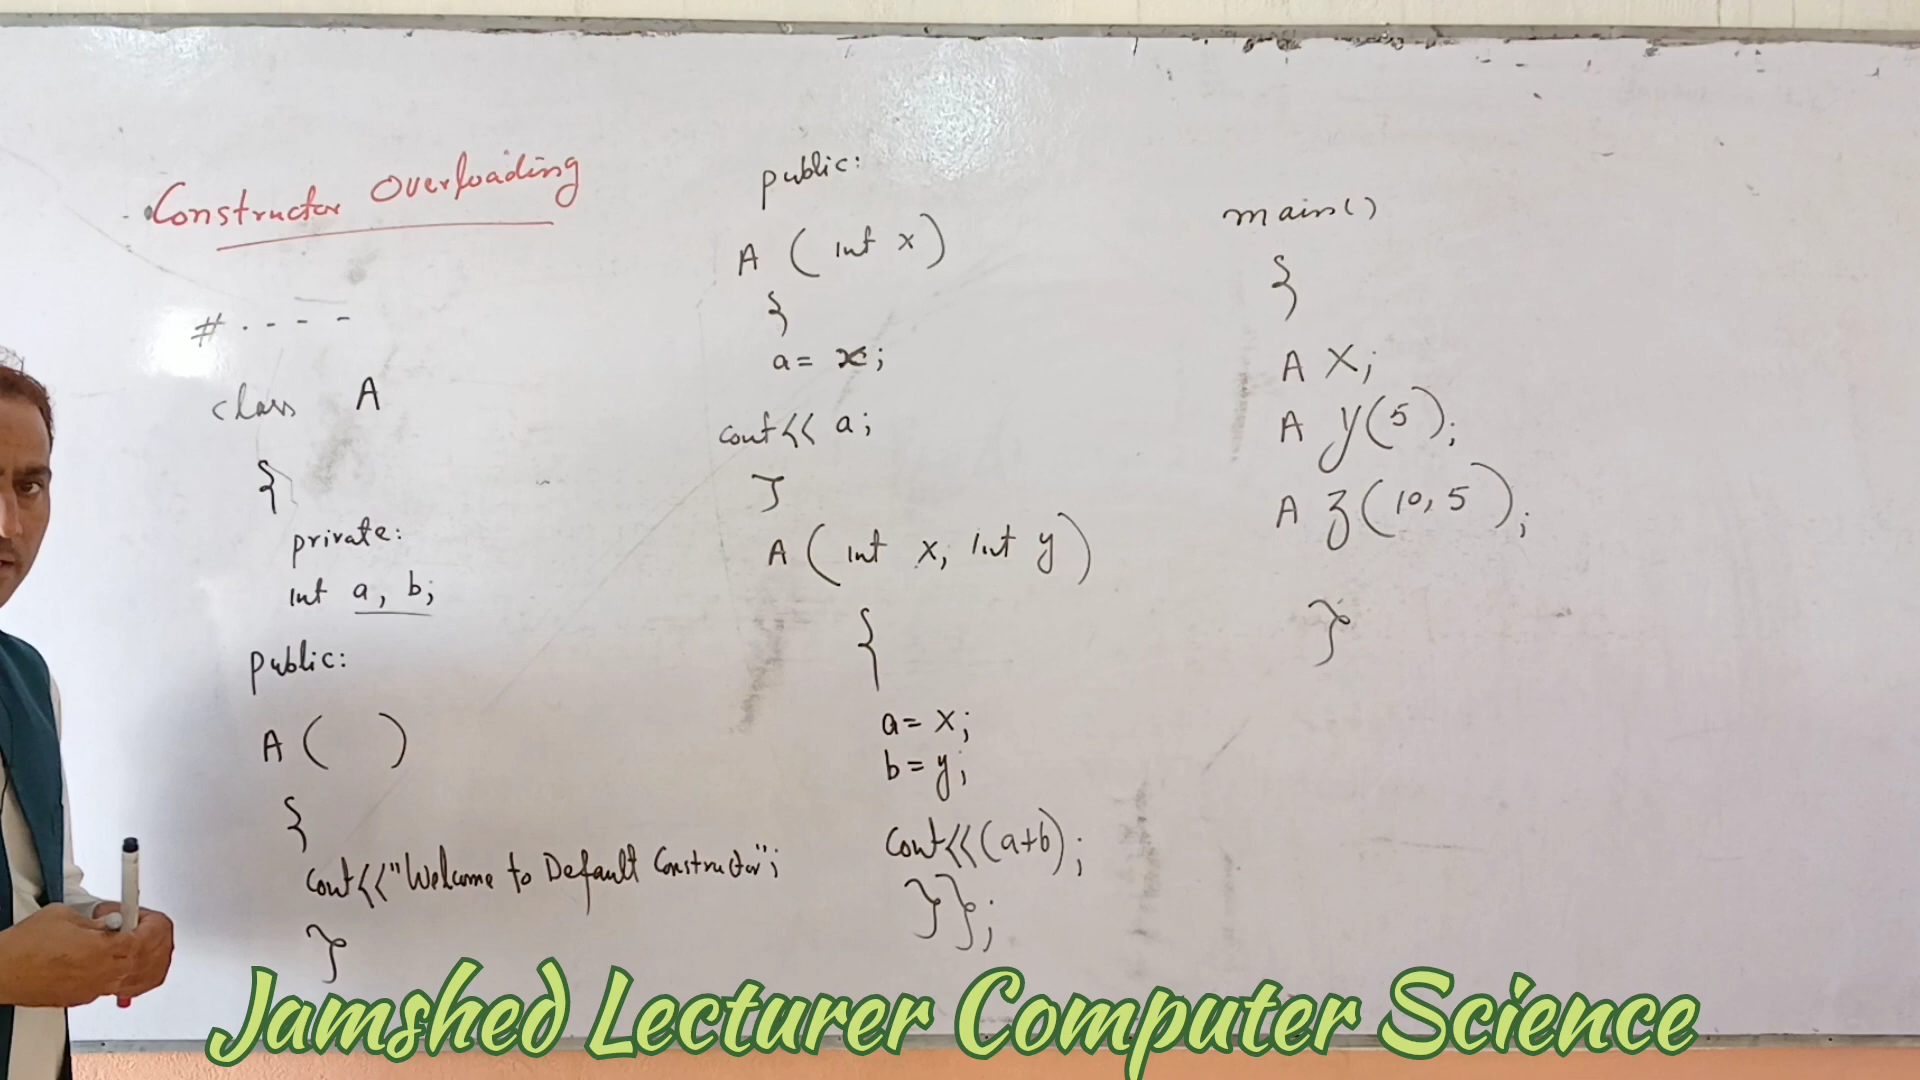 Constructor Overloading
#----
class A
{
private:
int a, b;
public:
A ( )
{
cout<<"Welcome to Default Constructor";
}
public:
A (int x)
{
a = x;
cout<< a;
}
A (int x, int y)
{
a = x;
b = y;
cout<<(a+b);
}};
main()
{
A X;
A y(5);
A z(10, 5);
}
Jamshed Lecturer Computer Science